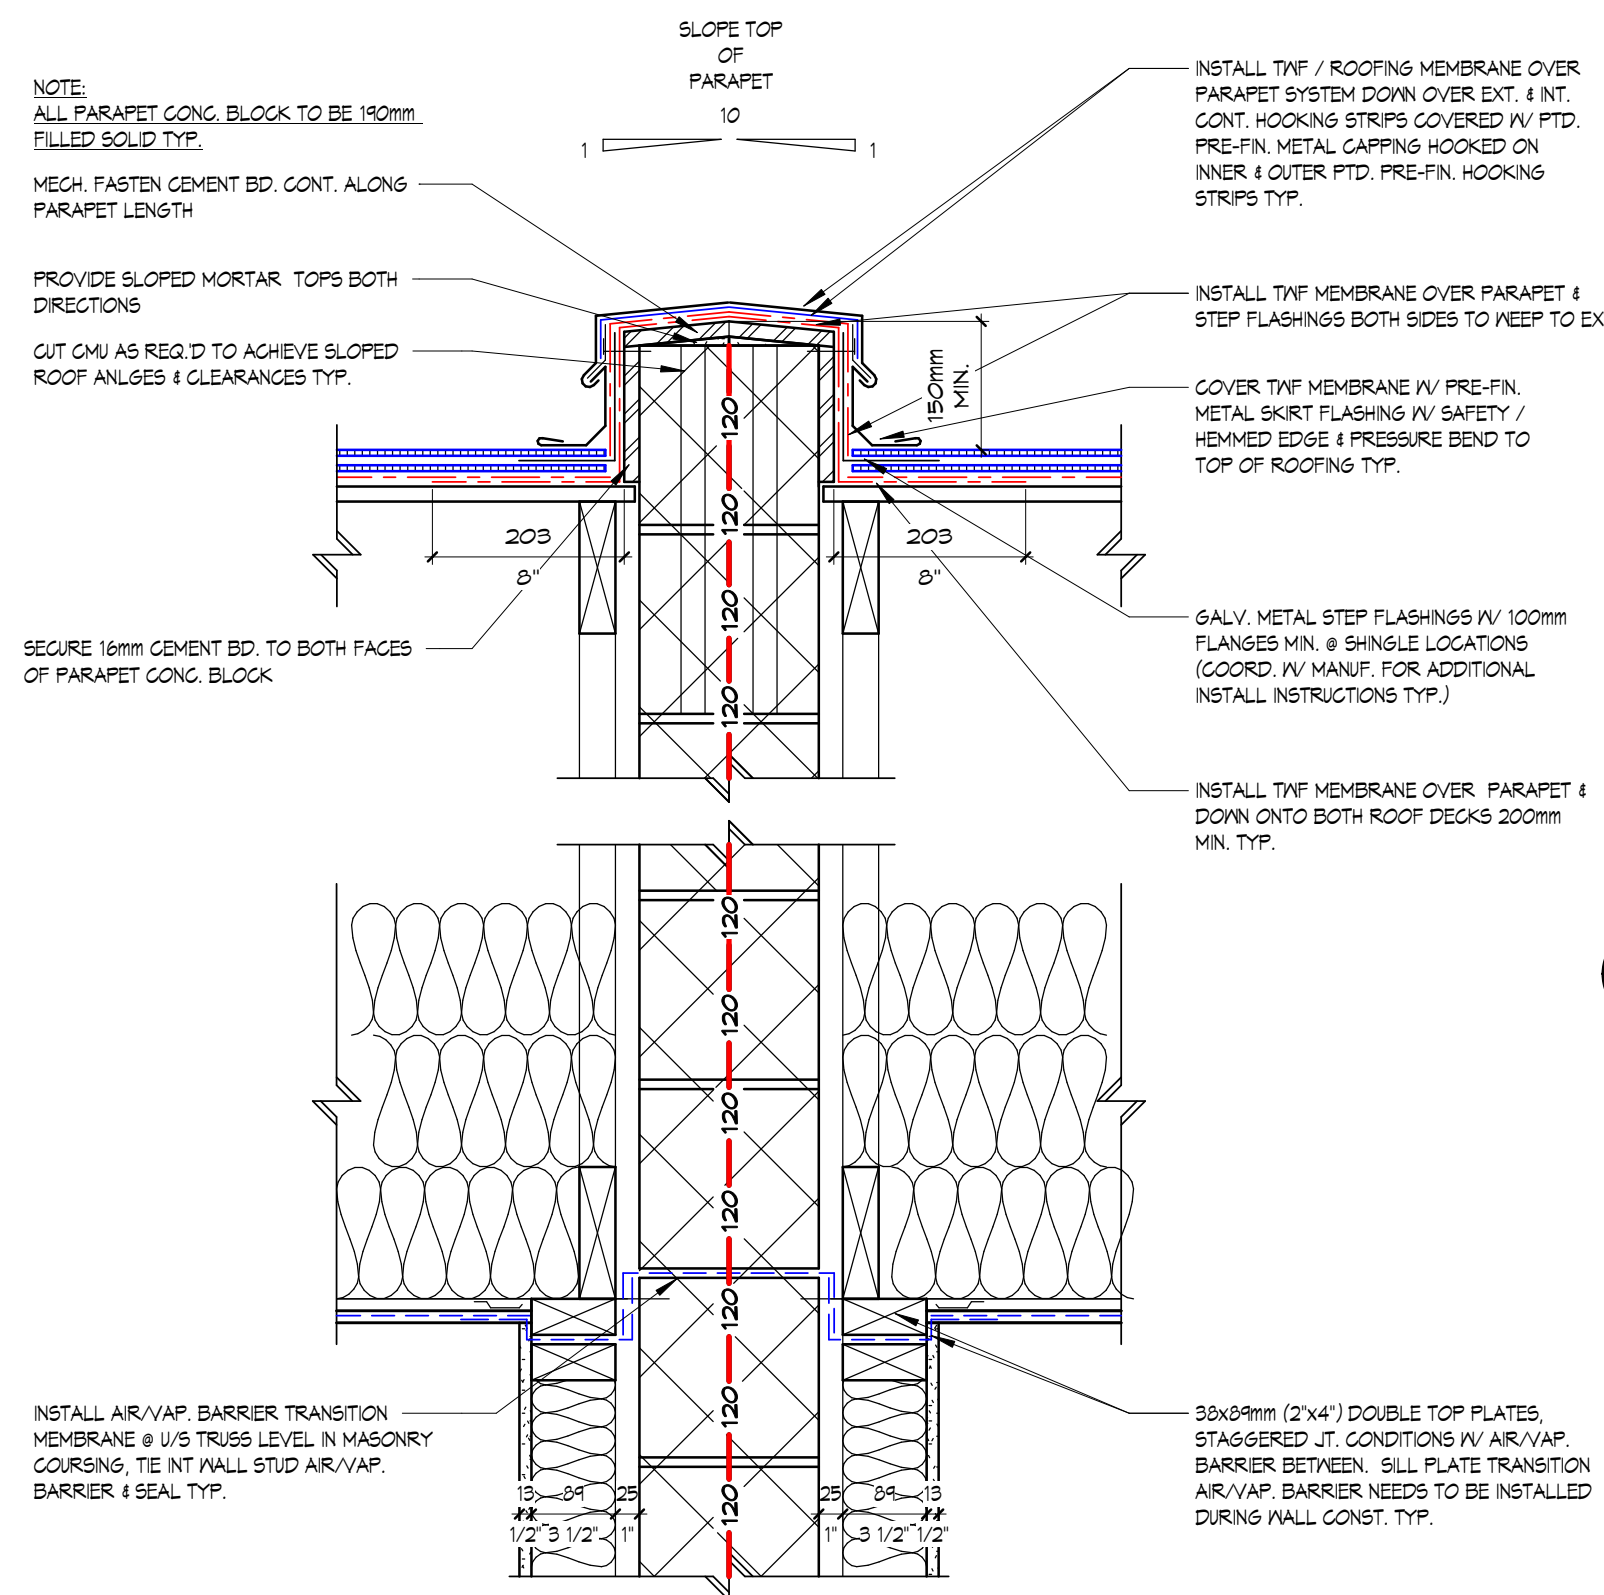 SLOPE TOP
OF
PARAPET
10
1
1
NOTE:
ALL PARAPET CONC. BLOCK TO BE 190mm
FILLED SOLID TYP.
MECH. FASTEN CEMENT BD. CONT. ALONG
PARAPET LENGTH
PROVIDE SLOPED MORTAR TOPS BOTH
DIRECTIONS
CUT CMU AS REQ.'D TO ACHIEVE SLOPED
ROOF ANLGES & CLEARANCES TYP.
SECURE 16mm CEMENT BD. TO BOTH FACES
OF PARAPET CONC. BLOCK
INSTALL AIR/VAP. BARRIER TRANSITION
MEMBRANE @ U/S TRUSS LEVEL IN MASONRY
COURSING, TIE INT WALL STUD AIR/VAP.
BARRIER & SEAL TYP.
INSTALL TWF / ROOFING MEMBRANE OVER
PARAPET SYSTEM DOWN OVER EXT. & INT.
CONT. HOOKING STRIPS COVERED W/ PTD.
PRE-FIN. METAL CAPPING HOOKED ON
INNER & OUTER PTD. PRE-FIN. HOOKING
STRIPS TYP.
INSTALL TWF MEMBRANE OVER PARAPET &
STEP FLASHINGS BOTH SIDES TO WEEP TO EX
COVER TWF MEMBRANE W/ PRE-FIN.
METAL SKIRT FLASHING W/ SAFETY /
HEMMED EDGE & PRESSURE BEND TO
TOP OF ROOFING TYP.
GALV. METAL STEP FLASHINGS W/ 100mm
FLANGES MIN. @ SHINGLE LOCATIONS
(COORD. W/ MANUF. FOR ADDITIONAL
INSTALL INSTRUCTIONS TYP.)
INSTALL TWF MEMBRANE OVER PARAPET &
DOWN ONTO BOTH ROOF DECKS 200mm
MIN. TYP.
38x89mm (2"x4") DOUBLE TOP PLATES,
STAGGERED JT. CONDITIONS W/ AIR/VAP.
BARRIER BETWEEN. SILL PLATE TRANSITION
AIR/VAP. BARRIER NEEDS TO BE INSTALLED
DURING WALL CONST. TYP.
150mm
MIN.
203
8"
203
8"
120
120
120
120
120
120
120
120
120
120
120
13 89 25
1/2" 3 1/2" 1"
25 89 13
1" 3 1/2" 1/2"